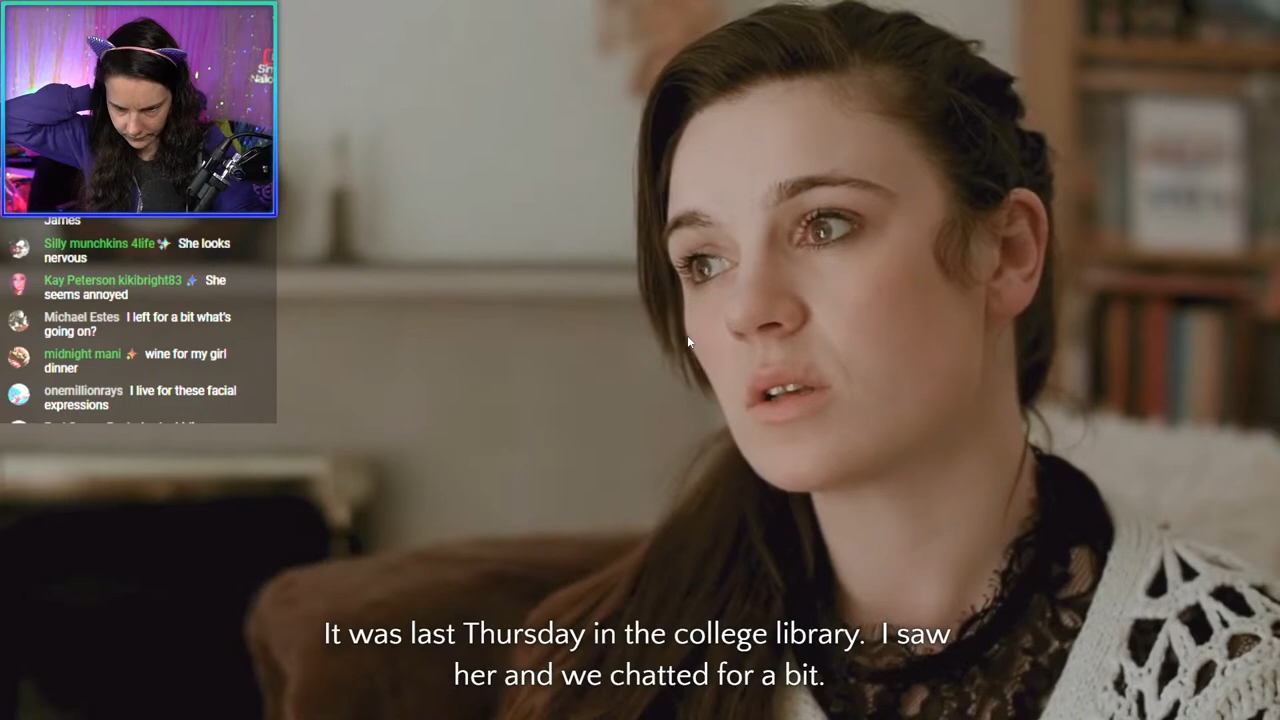 James
Silly munchkins 4life She looks
nervous
Kay Peterson kikibright83 She
seems annoyed
Michael Estes I left for a bit what's
going on?
midnight mani wine for my girl
dinner
onemillionrays I live for these facial
expressions
It was last Thursday in the college library. I saw
her and we chatted for a bit.